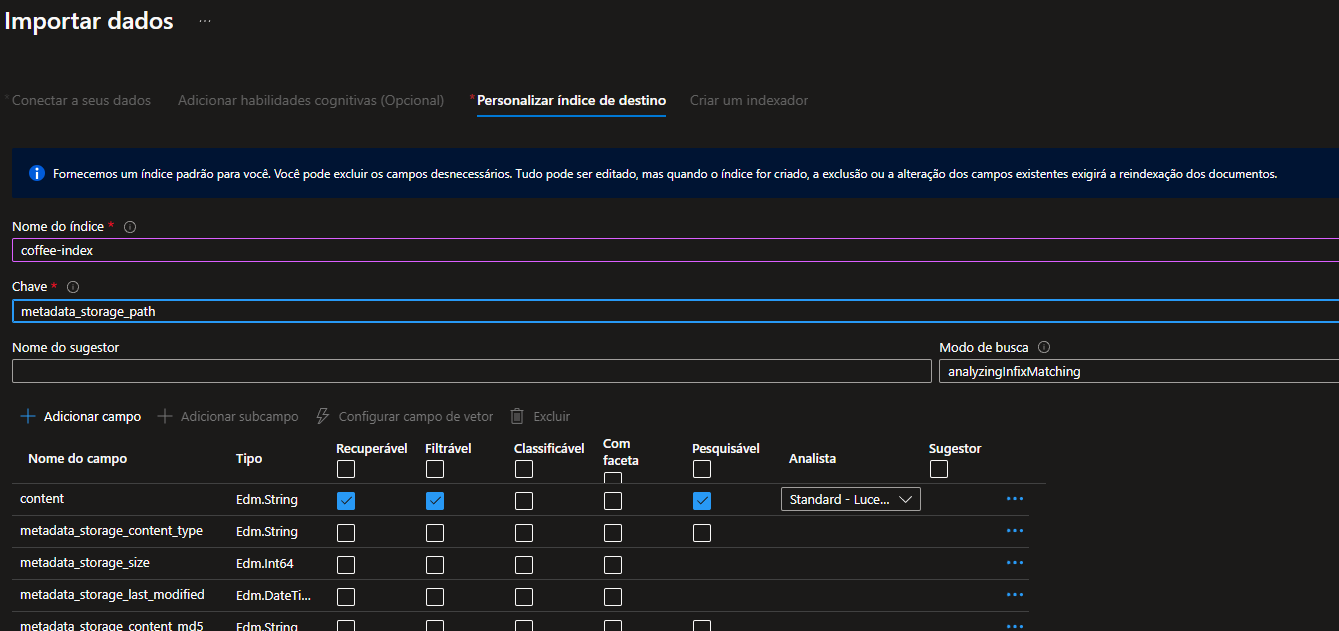 Importar dados ...
* Conectar a seus dados Adicionar habilidades cognitivas (Opcional) * Personalizar índice de destino Criar um indexador
Fornecemos um índice padrão para você. Você pode excluir os campos desnecessários. Tudo pode ser editado, mas quando o índice for criado, a exclusão ou a alteração dos campos existentes exigirá a reindexação dos documentos.
Nome do índice *
coffee-index
Chave *
metadata_storage_path
Nome do sugestor Modo de busca
analyzingInfixMatching
Adicionar campo Adicionar subcampo Configurar campo de vetor Excluir
Nome do campo Tipo Recuperável Filtrável Classificável Com faceta Pesquisável Analista Sugestor
content Edm.String Standard - Luce...
metadata_storage_content_type Edm.String
metadata_storage_size Edm.Int64
metadata_storage_last_modified Edm.DateTi...
metadata_storage_content_md5 Edm.String